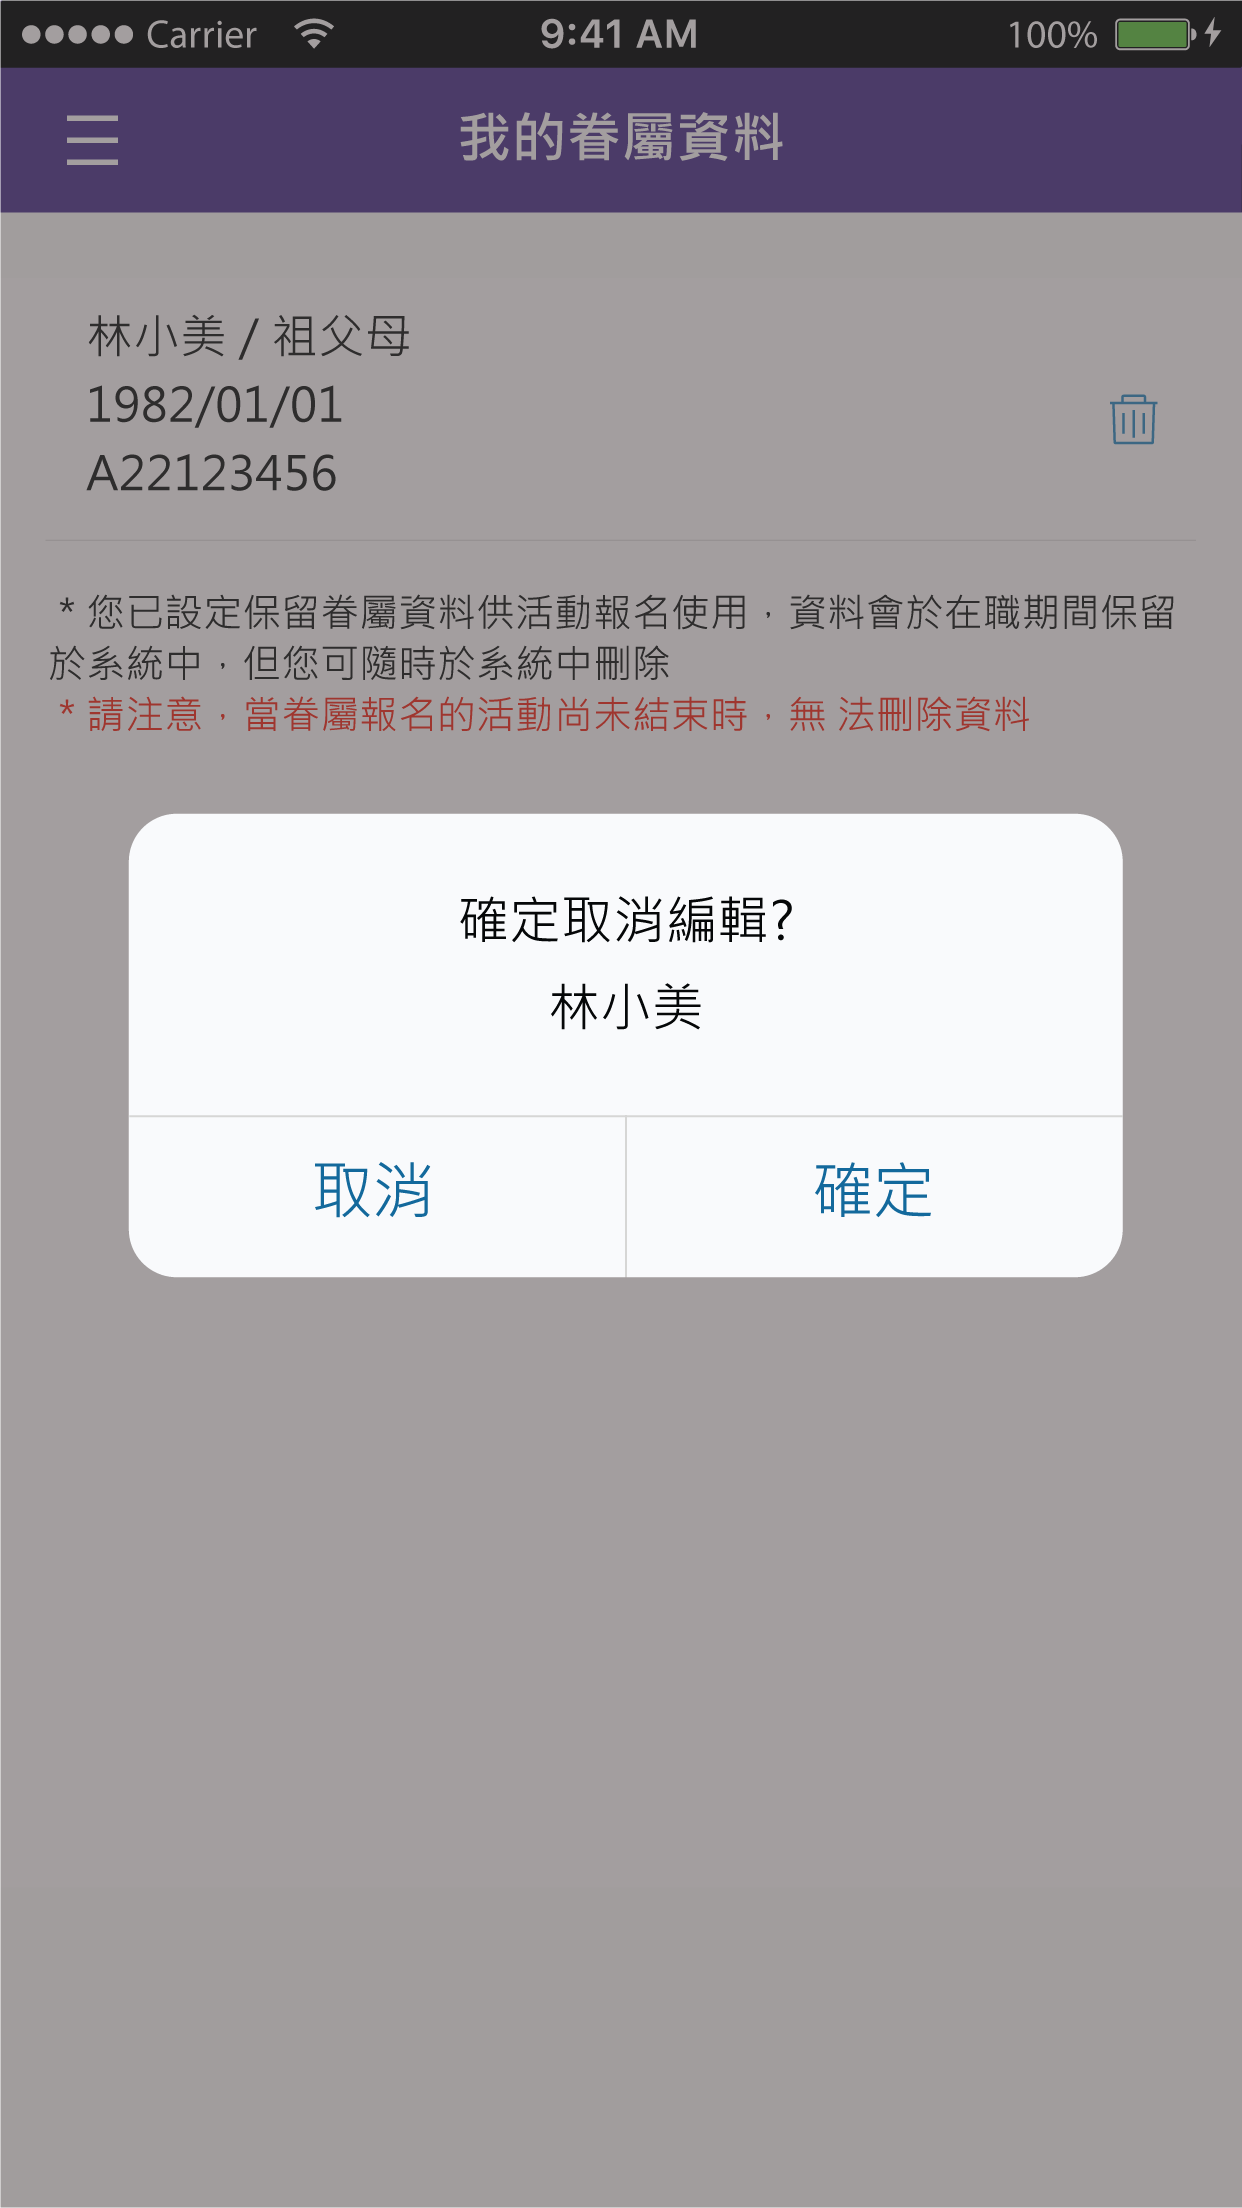 Carrier 9:41 AM 100%
我的眷屬資料
林小美 / 祖父母
1982/01/01
A22123456
* 您已設定保留眷屬資料供活動報名使用，資料會於在職期間保留
於系統中，但您可隨時於系統中刪除
* 請注意，當眷屬報名的活動尚未結束時，無 法刪除資料
確定取消編輯?
林小美
取消 確定